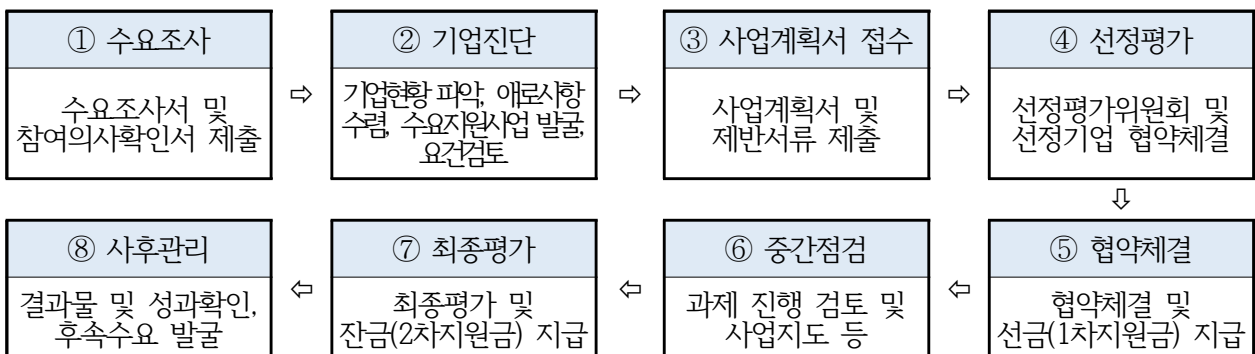 ① 수요조사
수요조사서 및
참여의사확인서 제출
⇨
② 기업진단
기업현황 파악, 애로사항
수렴, 수요지원사업 발굴,
요건검토
⇨
③ 사업계획서 접수
사업계획서 및
제반서류 제출
⇨
④ 선정평가
선정평가위원회 및
선정기업 협약체결
⇩
⑤ 협약체결
협약체결 및
선금(1차지원금) 지급
⇦
⑥ 중간점검
과제 진행 검토 및
사업지도 등
⇦
⑦ 최종평가
최종평가 및
잔금(2차지원금) 지급
⇦
⑧ 사후관리
결과물 및 성과확인,
후속수요 발굴